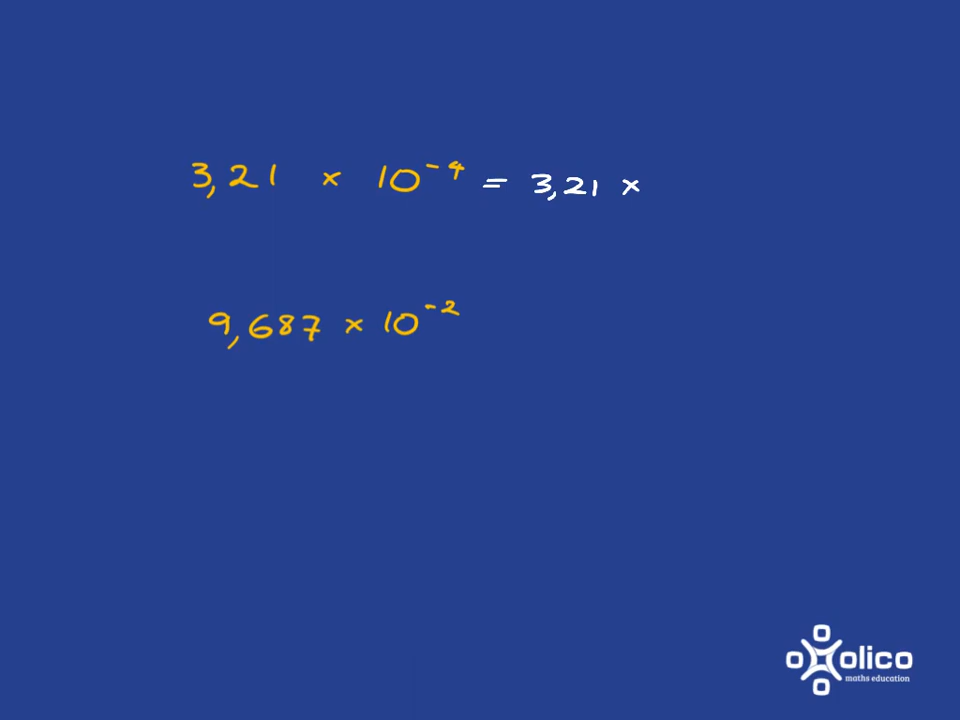 3,21 × 10⁻⁴ = 3,21 ×
9,687 × 10⁻²
olico
maths education